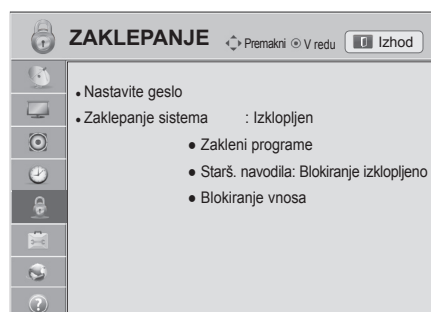 ZAKLEPANJE Premakni V redu Izhod
• Nastavite geslo
• Zaklepanje sistema : Izklopljen
● Zakleni programe
● Starš. navodila: Blokiranje izklopljeno
● Blokiranje vnosa